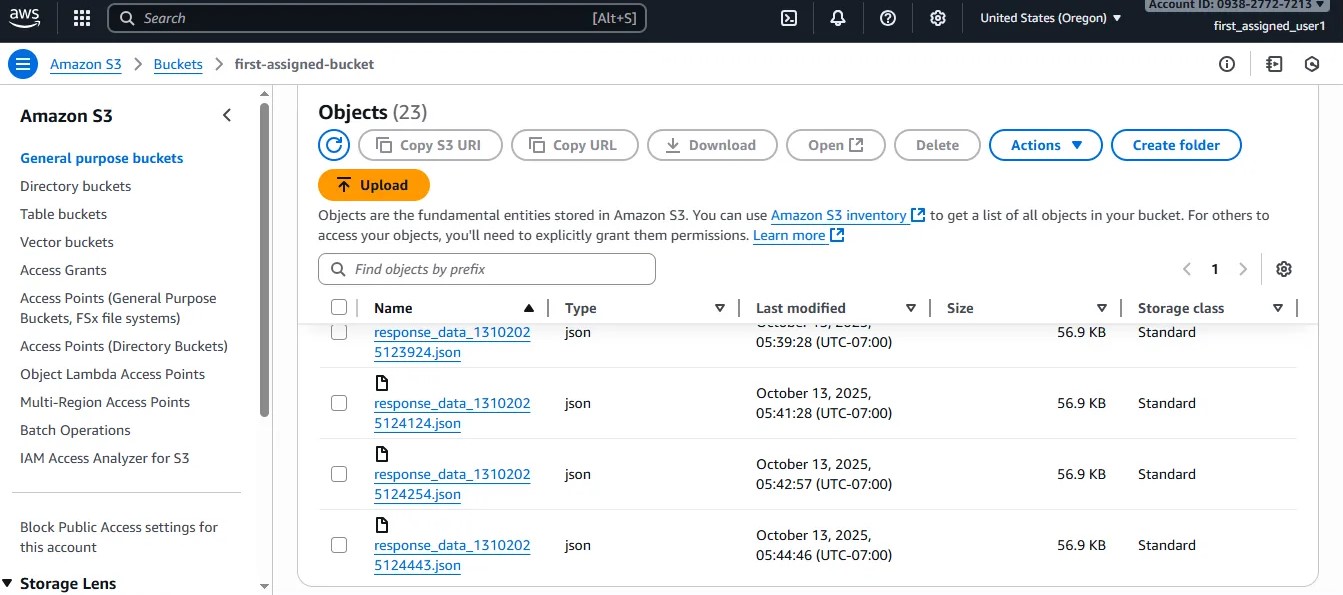 aws
Search [Alt+S]
United States (Oregon)
Account ID: 0938-2772-7213
first_assigned_user1
Amazon S3 > Buckets > first-assigned-bucket
Amazon S3
General purpose buckets
Directory buckets
Table buckets
Vector buckets
Access Grants
Access Points (General Purpose
Buckets, FSx file systems)
Access Points (Directory Buckets)
Object Lambda Access Points
Multi-Region Access Points
Batch Operations
IAM Access Analyzer for S3
Block Public Access settings for
this account
Storage Lens
Objects (23)
Copy S3 URI Copy URL Download Open Delete Actions Create folder
Upload
Objects are the fundamental entities stored in Amazon S3. You can use Amazon S3 inventory to get a list of all objects in your bucket. For others to
access your objects, you'll need to explicitly grant them permissions. Learn more
Find objects by prefix
1
Name Type Last modified Size Storage class
response_data_1310202 json October 13, 2025, 56.9 KB Standard
5123924.json 05:39:28 (UTC-07:00)
October 13, 2025,
response_data_1310202 json 56.9 KB Standard
5124124.json 05:41:28 (UTC-07:00)
October 13, 2025,
response_data_1310202 json 56.9 KB Standard
5124254.json 05:42:57 (UTC-07:00)
October 13, 2025,
response_data_1310202 json 56.9 KB Standard
5124443.json 05:44:46 (UTC-07:00)